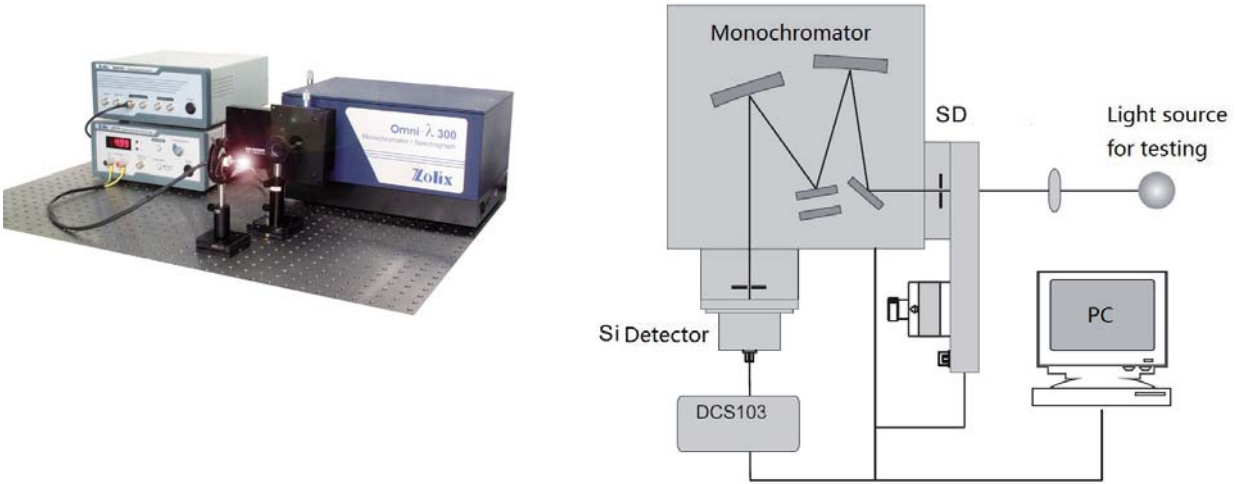 Omni-λ 300
Monochromator / Spectrograph
Zolix
Monochromator
SD
Light source
for testing
Si Detector
DCS103
PC